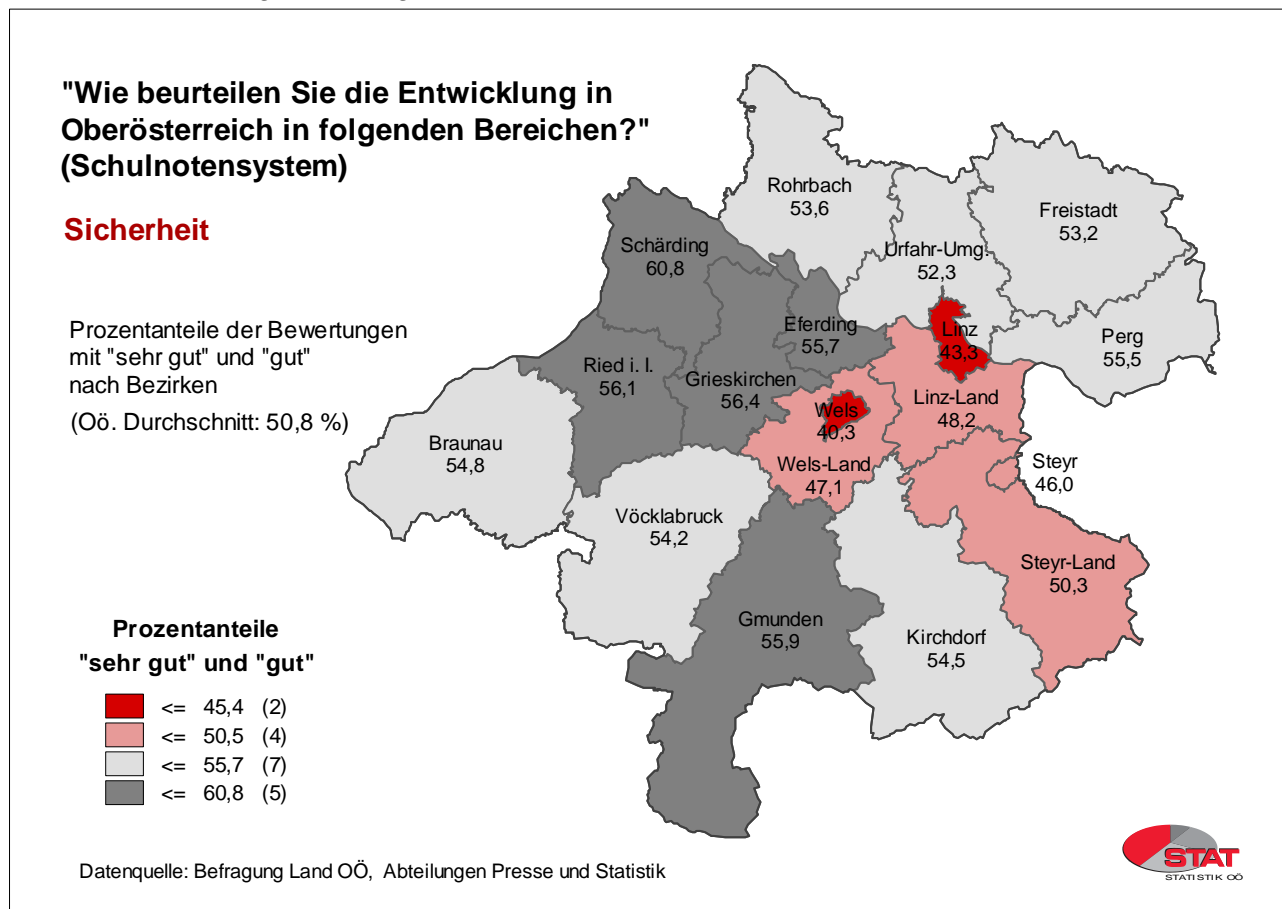 "Wie beurteilen Sie die Entwicklung in
Oberösterreich in folgenden Bereichen?"
(Schulnotensystem)
Sicherheit
Prozentanteile der Bewertungen
mit "sehr gut" und "gut"
nach Bezirken
(Oö. Durchschnitt: 50,8 %)
Rohrbach
53,6
Freistadt
53,2
Urfahr-Umg.
52,3
Schärding
60,8
Eferding
55,7
Linz
43,3
Perg
55,5
Ried i. I.
56,1
Grieskirchen
56,4
Wels
40,3
Linz-Land
48,2
Braunau
54,8
Wels-Land
47,1
Steyr
46,0
Vöcklabruck
54,2
Steyr-Land
50,3
Gmunden
55,9
Kirchdorf
54,5
Prozentanteile
"sehr gut" und "gut"
<= 45,4 (2)
<= 50,5 (4)
<= 55,7 (7)
<= 60,8 (5)
Datenquelle: Befragung Land OÖ, Abteilungen Presse und Statistik
STAT
STATISTIK OÖ